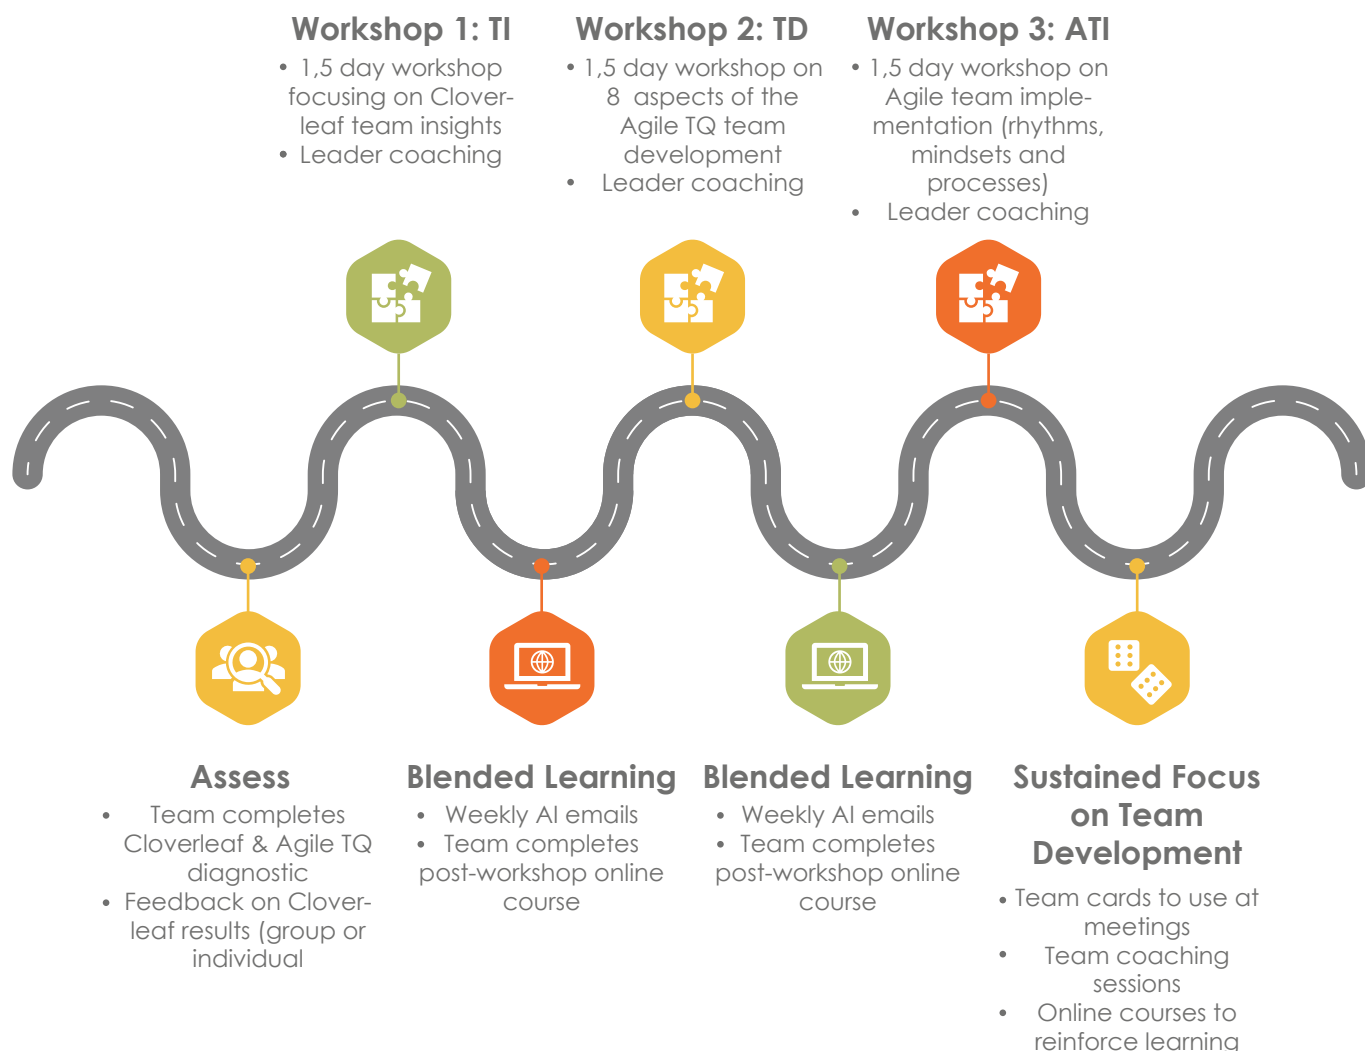 Workshop 1: TI
• 1,5 day workshop
focusing on Clover-
leaf team insights
• Leader coaching
Workshop 2: TD
• 1,5 day workshop on
8 aspects of the
Agile TQ team
development
• Leader coaching
Workshop 3: ATI
• 1,5 day workshop on
Agile team imple-
mentation (rhythms,
mindsets and
processes)
• Leader coaching
Assess
• Team completes
Cloverleaf & Agile TQ
diagnostic
• Feedback on Clover-
leaf results (group or
individual
Blended Learning
• Weekly AI emails
• Team completes
post-workshop online
course
Blended Learning
• Weekly AI emails
• Team completes
post-workshop online
course
Sustained Focus
on Team
Development
• Team cards to use at
meetings
• Team coaching
sessions
• Online courses to
reinforce learning